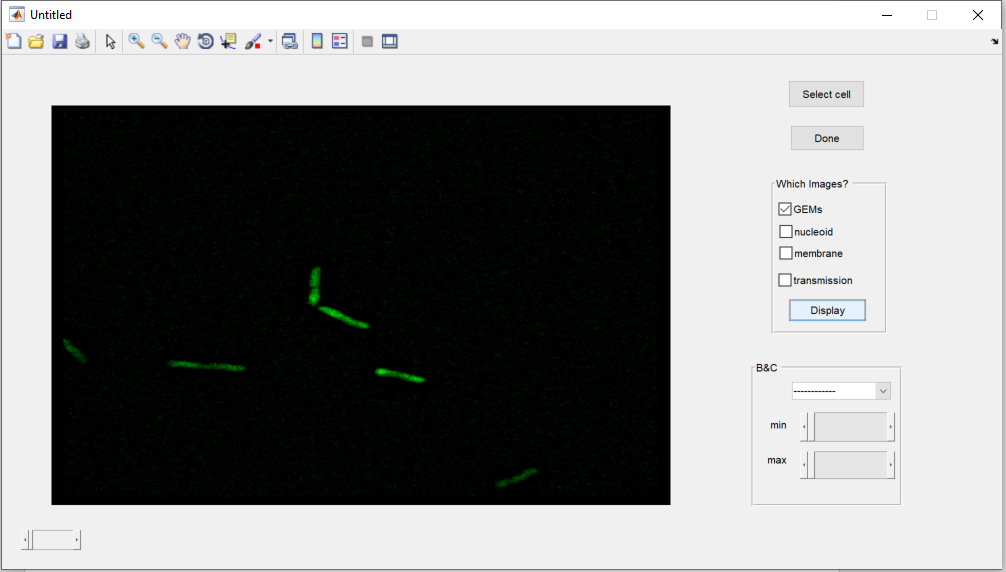 Untitled
Select cell
Done
Which Images?
GEMs
nucleoid
membrane
transmission
Display
B&C
------------
min
max